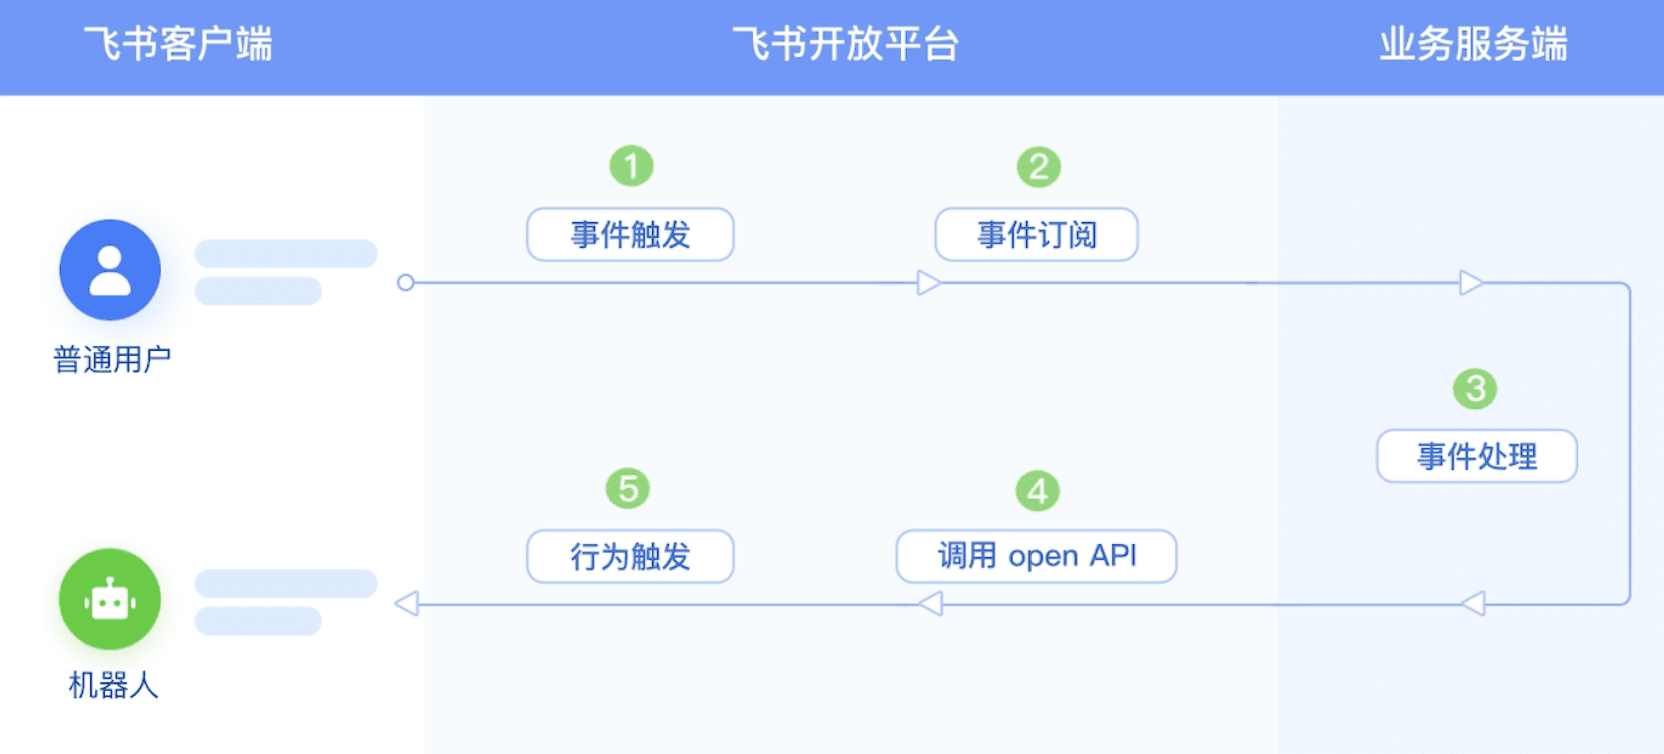 飞书客户端
飞书开放平台
业务服务端
1
2
事件触发
事件订阅
普通用户
3
事件处理
5
4
行为触发
调用 open API
机器人